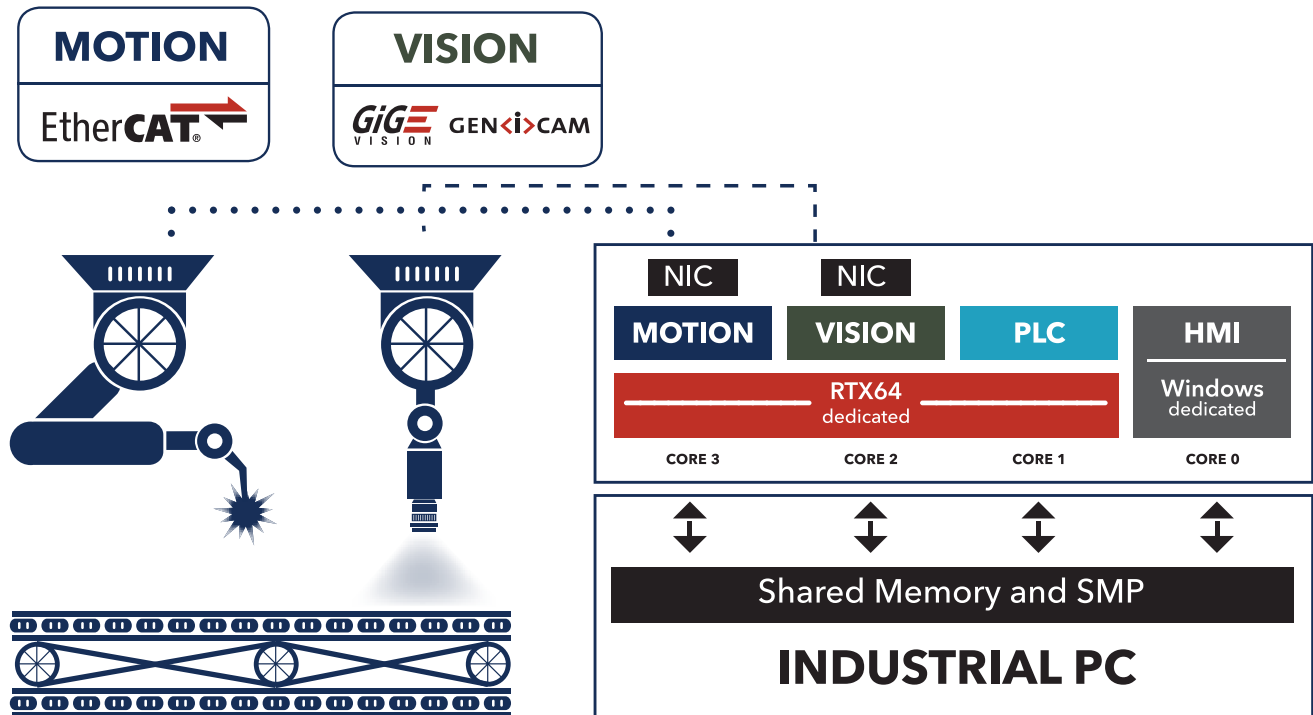 MOTION
EtherCAT®
VISION
GiGE
VISION
GEN<i>CAM
NIC
NIC
MOTION
VISION
PLC
HMI
RTX64
dedicated
Windows
dedicated
CORE 3
CORE 2
CORE 1
CORE 0
Shared Memory and SMP
INDUSTRIAL PC